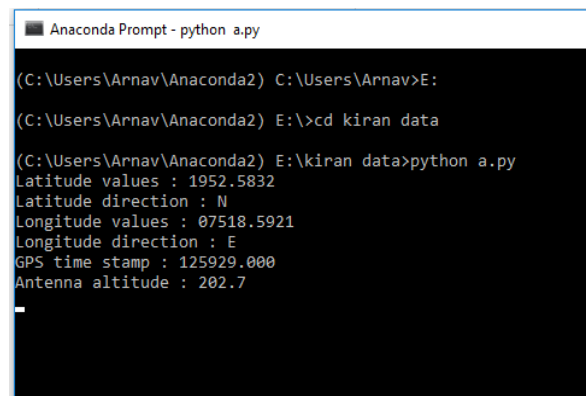 Anaconda Prompt - python a.py
(C:\Users\Arnav\Anaconda2) C:\Users\Arnav>E:
(C:\Users\Arnav\Anaconda2) E:\>cd kiran data
(C:\Users\Arnav\Anaconda2) E:\kiran data>python a.py
Latitude values : 1952.5832
Latitude direction : N
Longitude values : 07518.5921
Longitude direction : E
GPS time stamp : 125929.000
Antenna altitude : 202.7